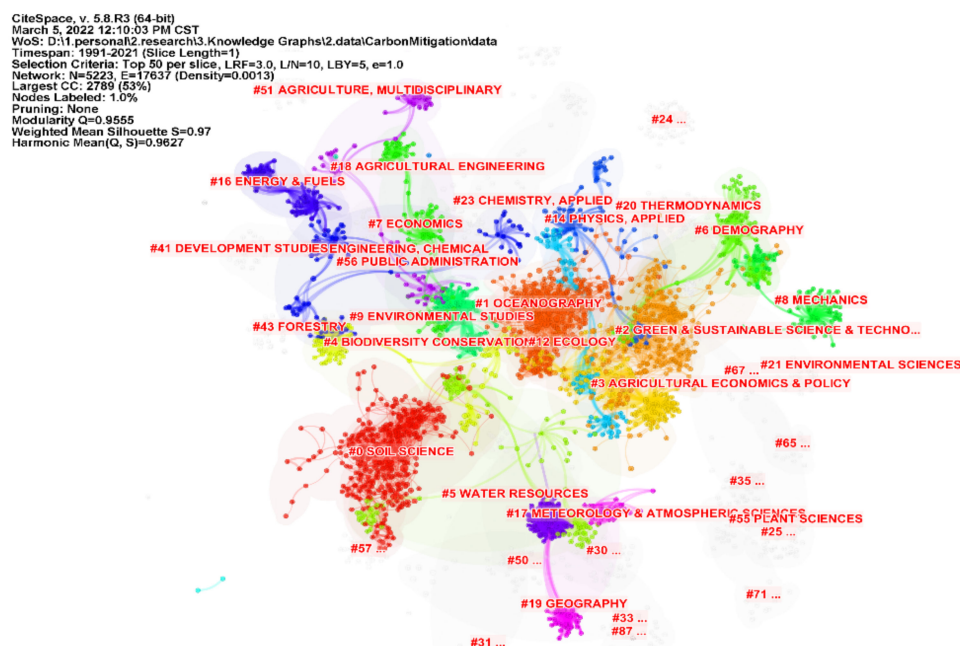 CiteSpace, v. 5.8.R3 (64-bit)
March 5, 2022 12:10:03 PM CST
WoS: D:\1.personal\2.research\3.Knowledge Graphs\2.data\CarbonMitigation\data
Timespan: 1991-2021 (Slice Length=1)
Selection Criteria: Top 50 per slice, LRF=3.0, L/N=10, LBY=5, e=1.0
Network: N=5223, E=17637 (Density=0.0013)
Largest CC: 2789 (53%)
Nodes Labeled: 1.0%
Pruning: None
Modularity Q=0.9555
Weighted Mean Silhouette S=0.97
Harmonic Mean(Q, S)=0.9627
#51 AGRICULTURE, MULTIDISCIPLINARY
#24 ...
#18 AGRICULTURAL ENGINEERING
#16 ENERGY & FUELS
#23 CHEMISTRY, APPLIED
#20 THERMODYNAMICS
#14 PHYSICS, APPLIED
#7 ECONOMICS
#6 DEMOGRAPHY
#41 DEVELOPMENT STUDIES
ENGINEERING, CHEMICAL
#56 PUBLIC ADMINISTRATION
#1 OCEANOGRAPHY
#8 MECHANICS
#9 ENVIRONMENTAL STUDIES
#43 FORESTRY
#2 GREEN & SUSTAINABLE SCIENCE & TECHNO...
#4 BIODIVERSITY CONSERVATION
#12 ECOLOGY
#67 ...
#21 ENVIRONMENTAL SCIENCES
#3 AGRICULTURAL ECONOMICS & POLICY
#65 ...
#0 SOIL SCIENCE
#35 ...
#5 WATER RESOURCES
#17 METEOROLOGY & ATMOSPHERIC SCIENCES
#55 PLANT SCIENCES
#25 ...
#57 ...
#30 ...
#50 ...
#71 ...
#19 GEOGRAPHY
#33 ...
#87 ...
#31 ...